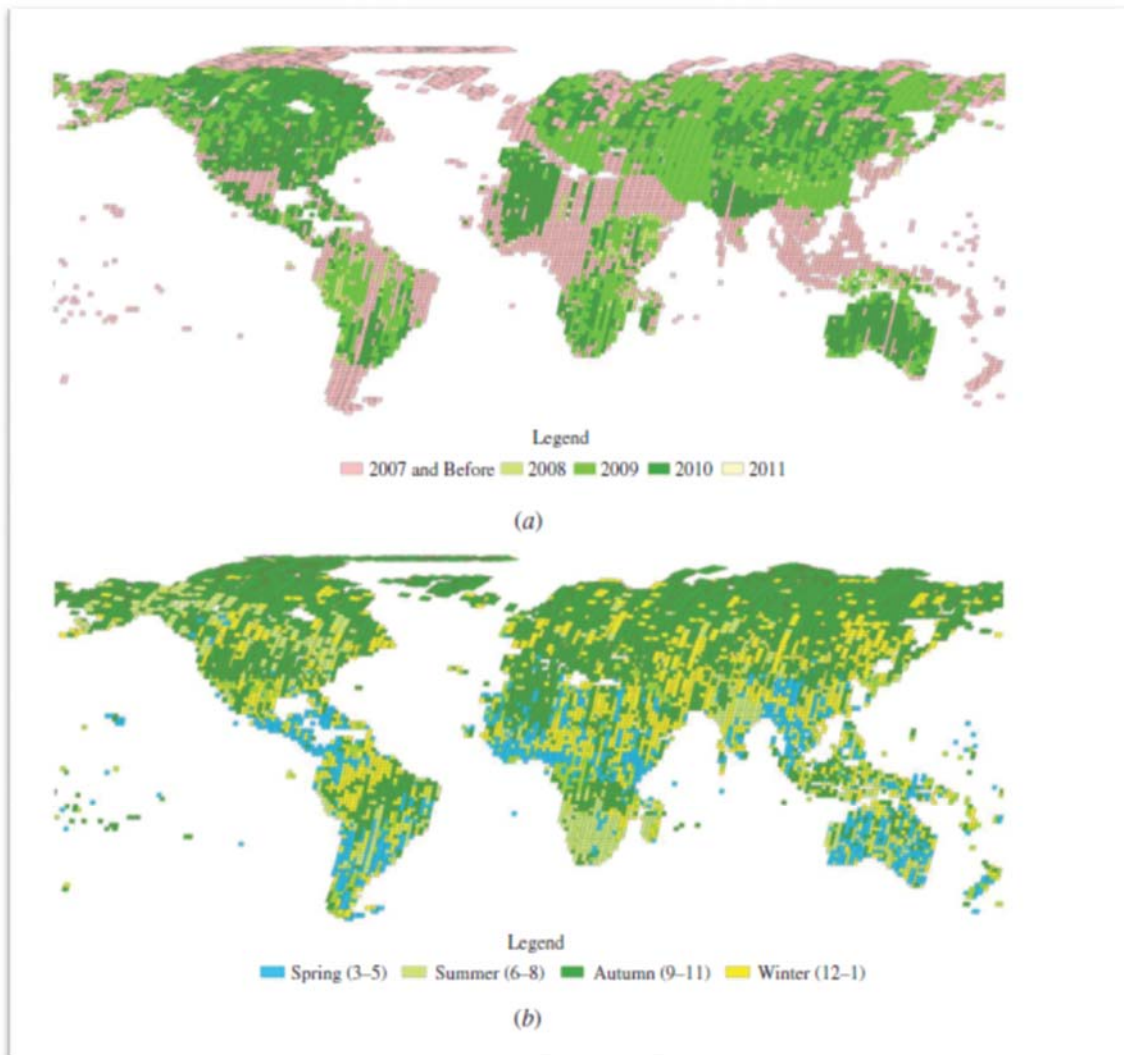 Legend
2007 and Before 2008 2009 2010 2011
(a)
Legend
Spring (3–5) Summer (6–8) Autumn (9–11) Winter (12–1)
(b)